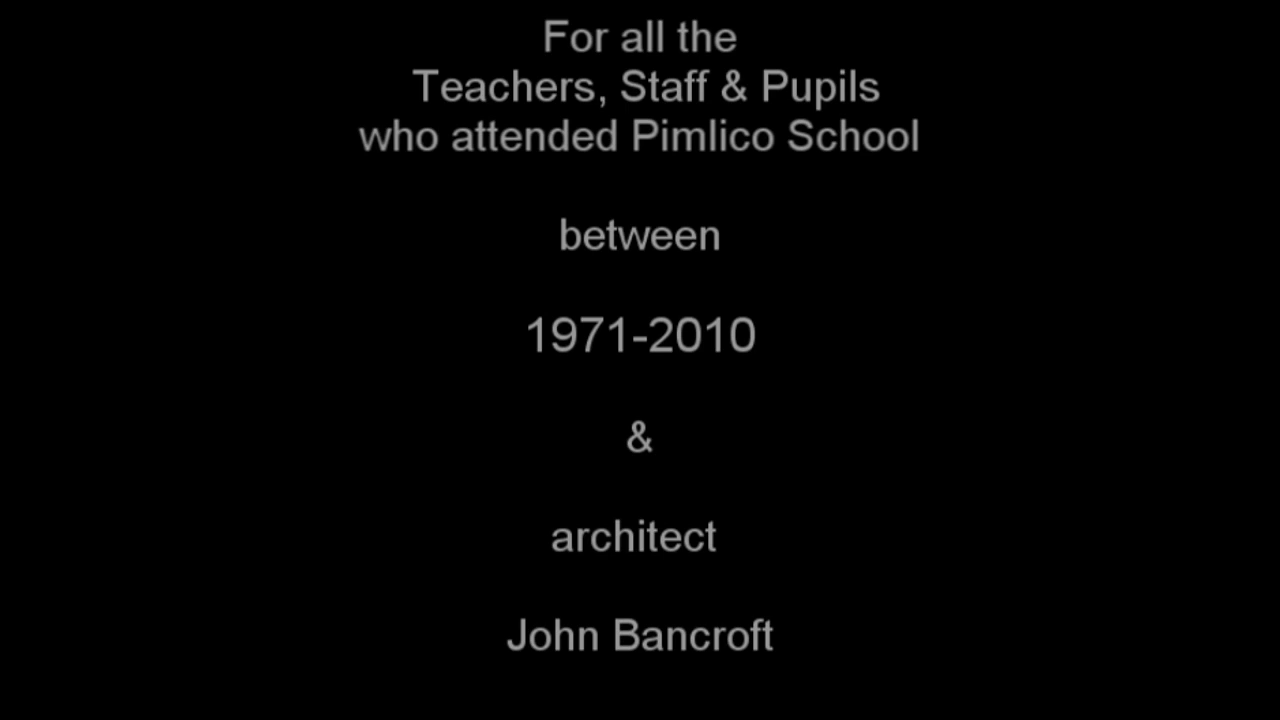 For all the
Teachers, Staff & Pupils
who attended Pimlico School
between
1971-2010
&
architect
John Bancroft